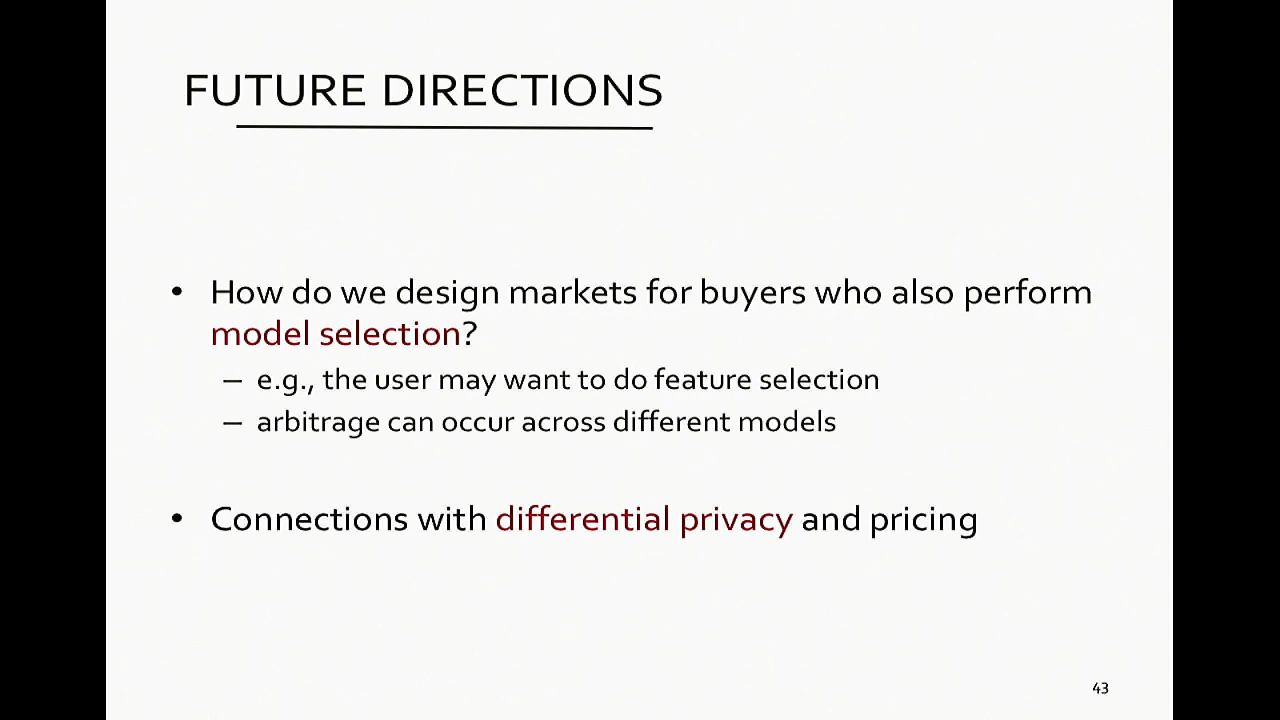 FUTURE DIRECTIONS
• How do we design markets for buyers who also perform
model selection?
– e.g., the user may want to do feature selection
– arbitrage can occur across different models
• Connections with differential privacy and pricing
43